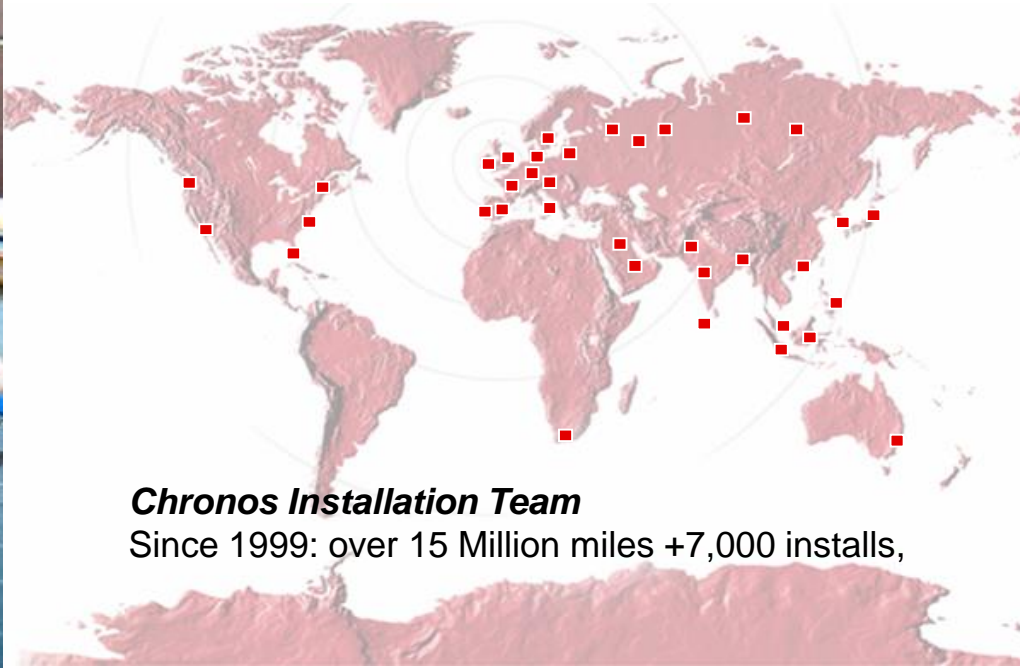 Chronos Installation Team
Since 1999: over 15 Million miles +7,000 installs,